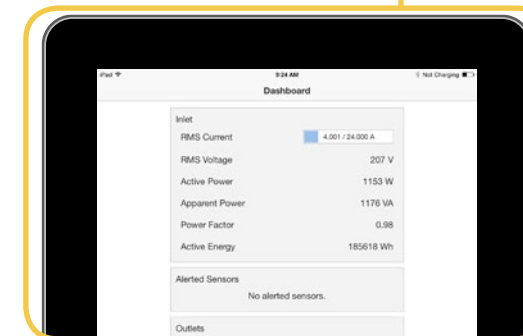 iPad 9:24 AM Not Charging
Dashboard
Inlet
RMS Current 4.001 / 24.000 A
RMS Voltage 207 V
Active Power 1153 W
Apparent Power 1176 VA
Power Factor 0.98
Active Energy 185618 Wh
Alerted Sensors
No alerted sensors.
Outlets